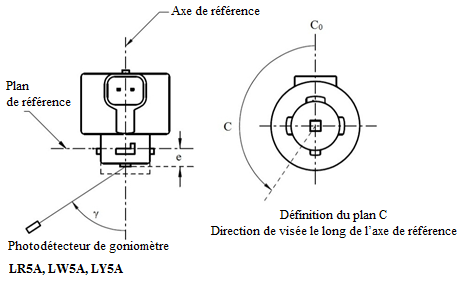 Axe de référence
C0
Plan
de référence
e
C
γ
Définition du plan C
Direction de visée le long de l'axe de référence
Photodétecteur de goniomètre
LR5A, LW5A, LY5A